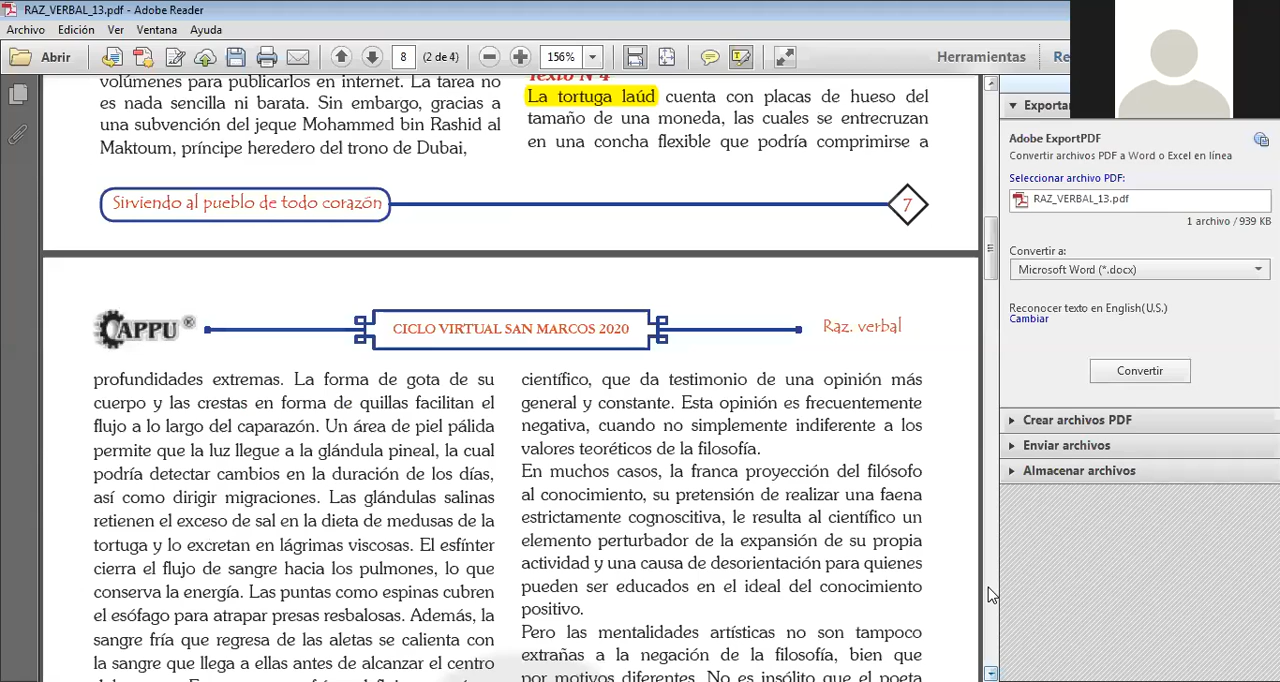 RAZ_VERBAL_13.pdf - Adobe Reader
Archivo Edición Ver Ventana Ayuda
Abrir 8 (2 de 4) 156% Herramientas Re
volúmenes para publicarlos en internet. La tarea no
es nada sencilla ni barata. Sin embargo, gracias a
una subvención del jeque Mohammed bin Rashid al
Maktoum, príncipe heredero del trono de Dubai,
Texto N°4
La tortuga laúd cuenta con placas de hueso del
tamaño de una moneda, las cuales se entrecruzan
en una concha flexible que podría comprimirse a
Sirviendo al pueblo de todo corazón 7
CAPPU ® CICLO VIRTUAL SAN MARCOS 2020 Raz. verbal
profundidades extremas. La forma de gota de su
cuerpo y las crestas en forma de quillas facilitan el
flujo a lo largo del caparazón. Un área de piel pálida
permite que la luz llegue a la glándula pineal, la cual
podría detectar cambios en la duración de los días,
así como dirigir migraciones. Las glándulas salinas
retienen el exceso de sal en la dieta de medusas de la
tortuga y lo excretan en lágrimas viscosas. El esfínter
cierra el flujo de sangre hacia los pulmones, lo que
conserva la energía. Las puntas como espinas cubren
el esófago para atrapar presas resbalosas. Además, la
sangre fría que regresa de las aletas se calienta con
la sangre que llega a ellas antes de alcanzar el centro
científico, que da testimonio de una opinión más
general y constante. Esta opinión es frecuentemente
negativa, cuando no simplemente indiferente a los
valores teoréticos de la filosofía.
En muchos casos, la franca proyección del filósofo
al conocimiento, su pretensión de realizar una faena
estrictamente cognoscitiva, le resulta al científico un
elemento perturbador de la expansión de su propia
actividad y una causa de desorientación para quienes
pueden ser educados en el ideal del conocimiento
positivo.
Pero las mentalidades artísticas no son tampoco
extrañas a la negación de la filosofía, bien que
por motivos diferentes. No es insólito que el poeta
Exportar
Adobe ExportPDF
Convertir archivos PDF a Word o Excel en línea
Seleccionar archivo PDF:
RAZ_VERBAL_13.pdf
1 archivo / 939 KB
Convertir a:
Microsoft Word (*.docx)
Reconocer texto en English(U.S.)
Cambiar
Convertir
Crear archivos PDF
Enviar archivos
Almacenar archivos